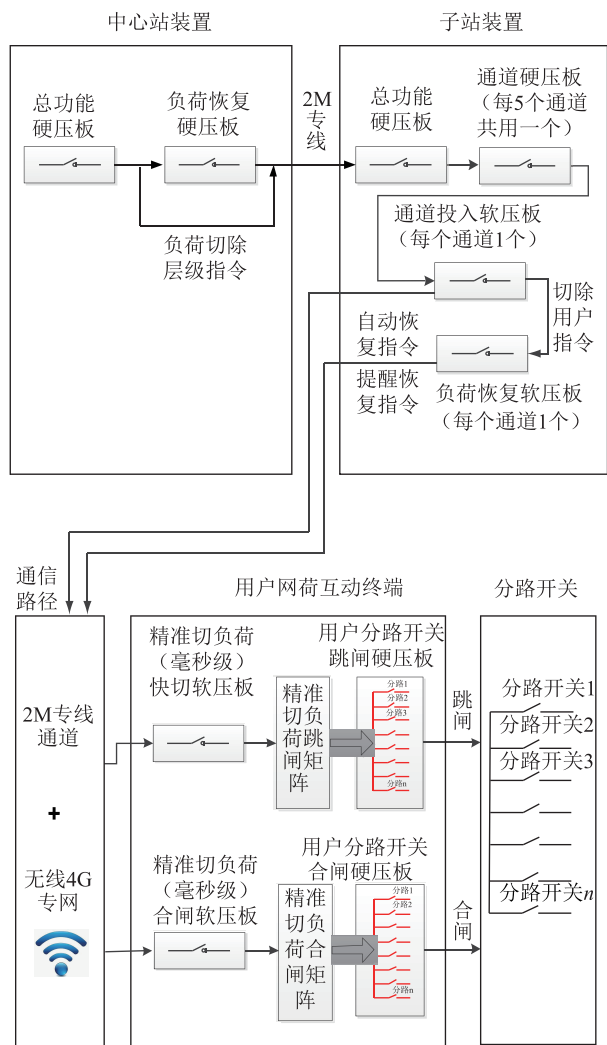 中心站装置
子站装置
总功能
硬压板
负荷恢复
硬压板
负荷切除
层级指令
2M
专
线
总功能
硬压板
通道硬压板
（每5个通道
共用一个）
通道投入软压板
（每个通道1个）
切除
用户
指令
自动恢
复指令
提醒恢
复指令
负荷恢复软压板
（每个通道1个）
通信
路径
用户网荷互动终端
分路开关
2M专线
通道
+
无线4G
专网
精准切负荷
（毫秒级）
快切软压板
精准
切负
荷跳
闸矩
阵
用户分路开关
跳闸硬压板
分路1
分路2
分路3
分路n
跳
闸
精准切负荷
（毫秒级）
合闸软压板
精准
切负
荷合
闸矩
阵
用户分路开关
合闸硬压板
分路1
分路2
分路n
合
闸
分路开关1
分路开关2
分路开关3
分路开关n